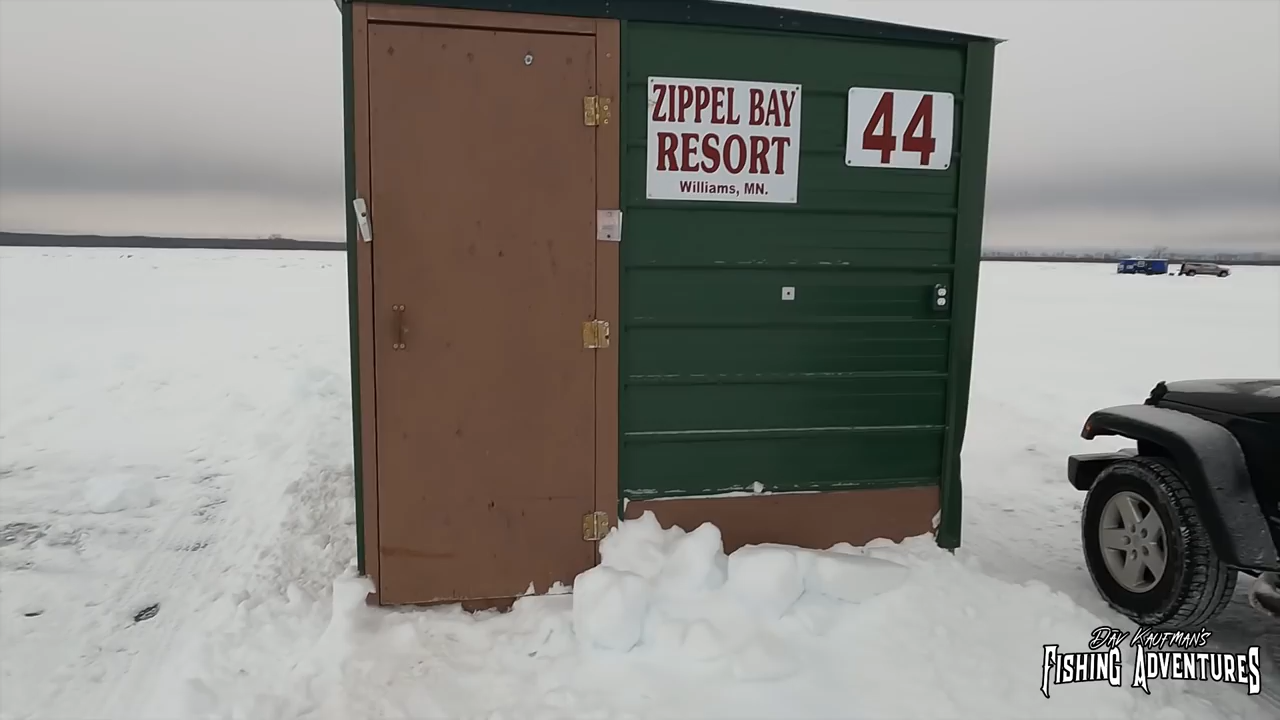 ZIPPEL BAY
RESORT
Williams, MN.
44
DAV KAUFMAN'S
FISHING ADVENTURES